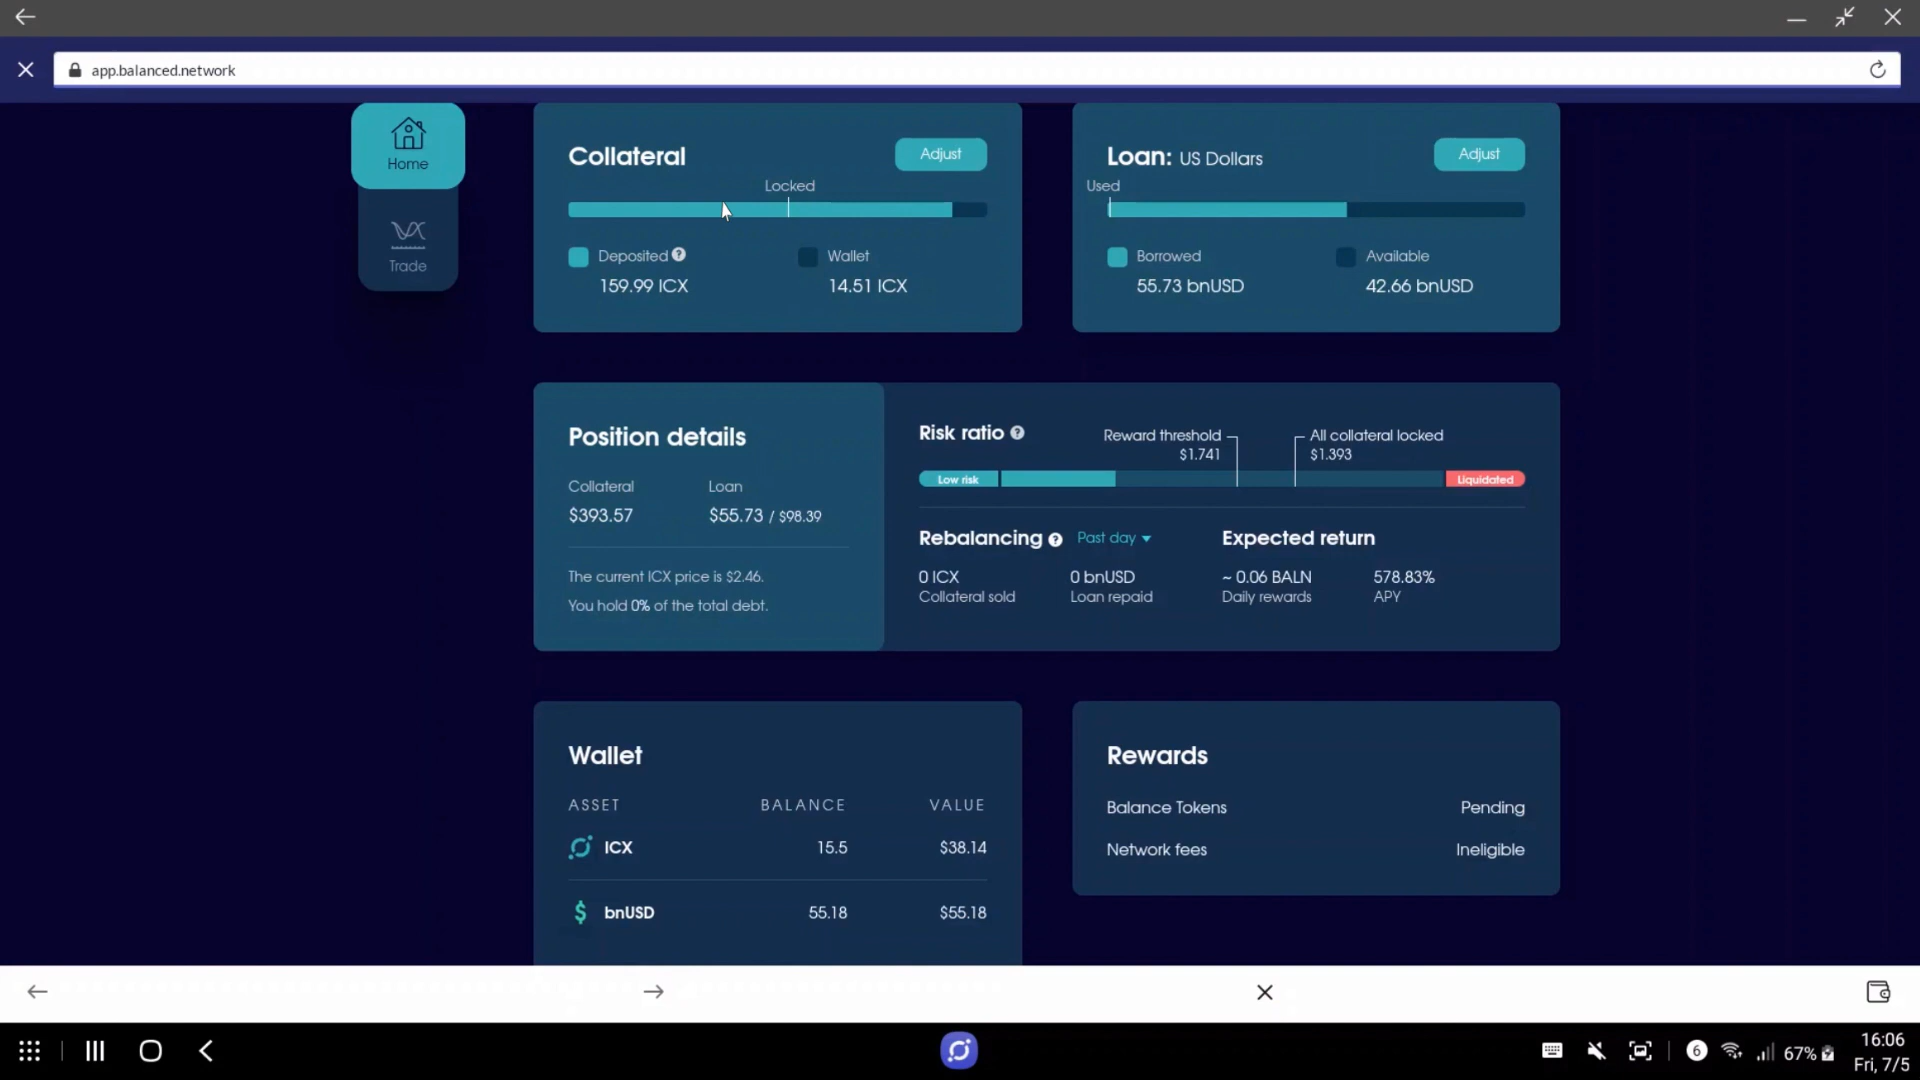 app.balanced.network
Home
Trade
Collateral
Adjust
Locked
Deposited ?
Wallet
159.99 ICX
14.51 ICX
Loan: US Dollars
Adjust
Used
Borrowed
Available
55.73 bnUSD
42.66 bnUSD
Position details
Collateral
Loan
$393.57
$55.73 / $98.39
The current ICX price is $2.46.
You hold 0% of the total debt.
Risk ratio ?
Reward threshold
$1.741
All collateral locked
$1.393
Low risk
Liquidated
Rebalancing ? Past day
Expected return
0 ICX
0 bnUSD
~ 0.06 BALN
578.83%
Collateral sold
Loan repaid
Daily rewards
APY
Wallet
ASSET BALANCE VALUE
ICX 15.5 $38.14
$ bnUSD 55.18 $55.18
Rewards
Balance Tokens Pending
Network fees Ineligible
6
67%
16:06
Fri, 7/5